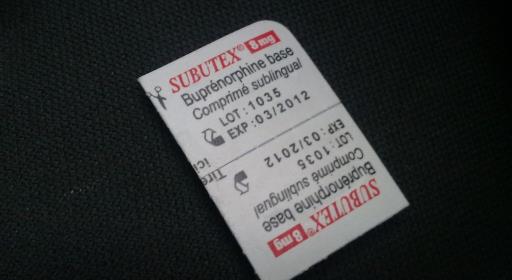 SUBUTEX® 8 mg
Buprénorphine base
Comprimé sublingual
LOT : 1035
EXP : 03/2012
ici
SUBUTEX® 8 mg
Buprénorphine base
Comprimé sublingual
LOT : 1035
EXP : 03/2012